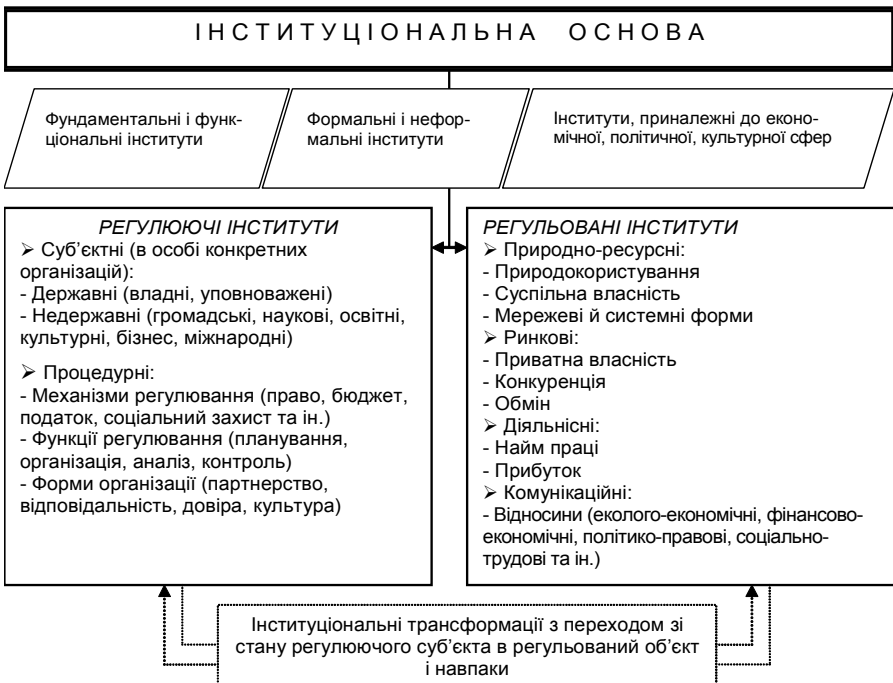 ІНСТИТУЦІОНАЛЬНА ОСНОВА
Фундаментальні і функ-
ціональні інститути
Формальні і нефор-
мальні інститути
Інститути, приналежні до еконо-
мічної, політичної, культурної сфер
РЕГУЛЮЮЧІ ІНСТИТУТИ
➢ Суб’єктні (в особі конкретних
організацій):
- Державні (владні, уповноважені)
- Недержавні (громадські, наукові, освітні,
культурні, бізнес, міжнародні)
➢ Процедурні:
- Механізми регулювання (право, бюджет,
податок, соціальний захист та ін.)
- Функції регулювання (планування,
організація, аналіз, контроль)
- Форми організації (партнерство,
відповідальність, довіра, культура)
РЕГУЛЬОВАНІ ІНСТИТУТИ
➢ Природно-ресурсні:
- Природокористування
- Суспільна власність
- Мережеві й системні форми
➢ Ринкові:
- Приватна власність
- Конкуренція
- Обмін
➢ Діяльнісні:
- Найм праці
- Прибуток
➢ Комунікаційні:
- Відносини (еколого-економічні, фінансово-
економічні, політико-правові, соціально-
трудові та ін.)
Інституціональні трансформації з переходом зі
стану регулюючого суб’єкта в регульований об’єкт
і навпаки